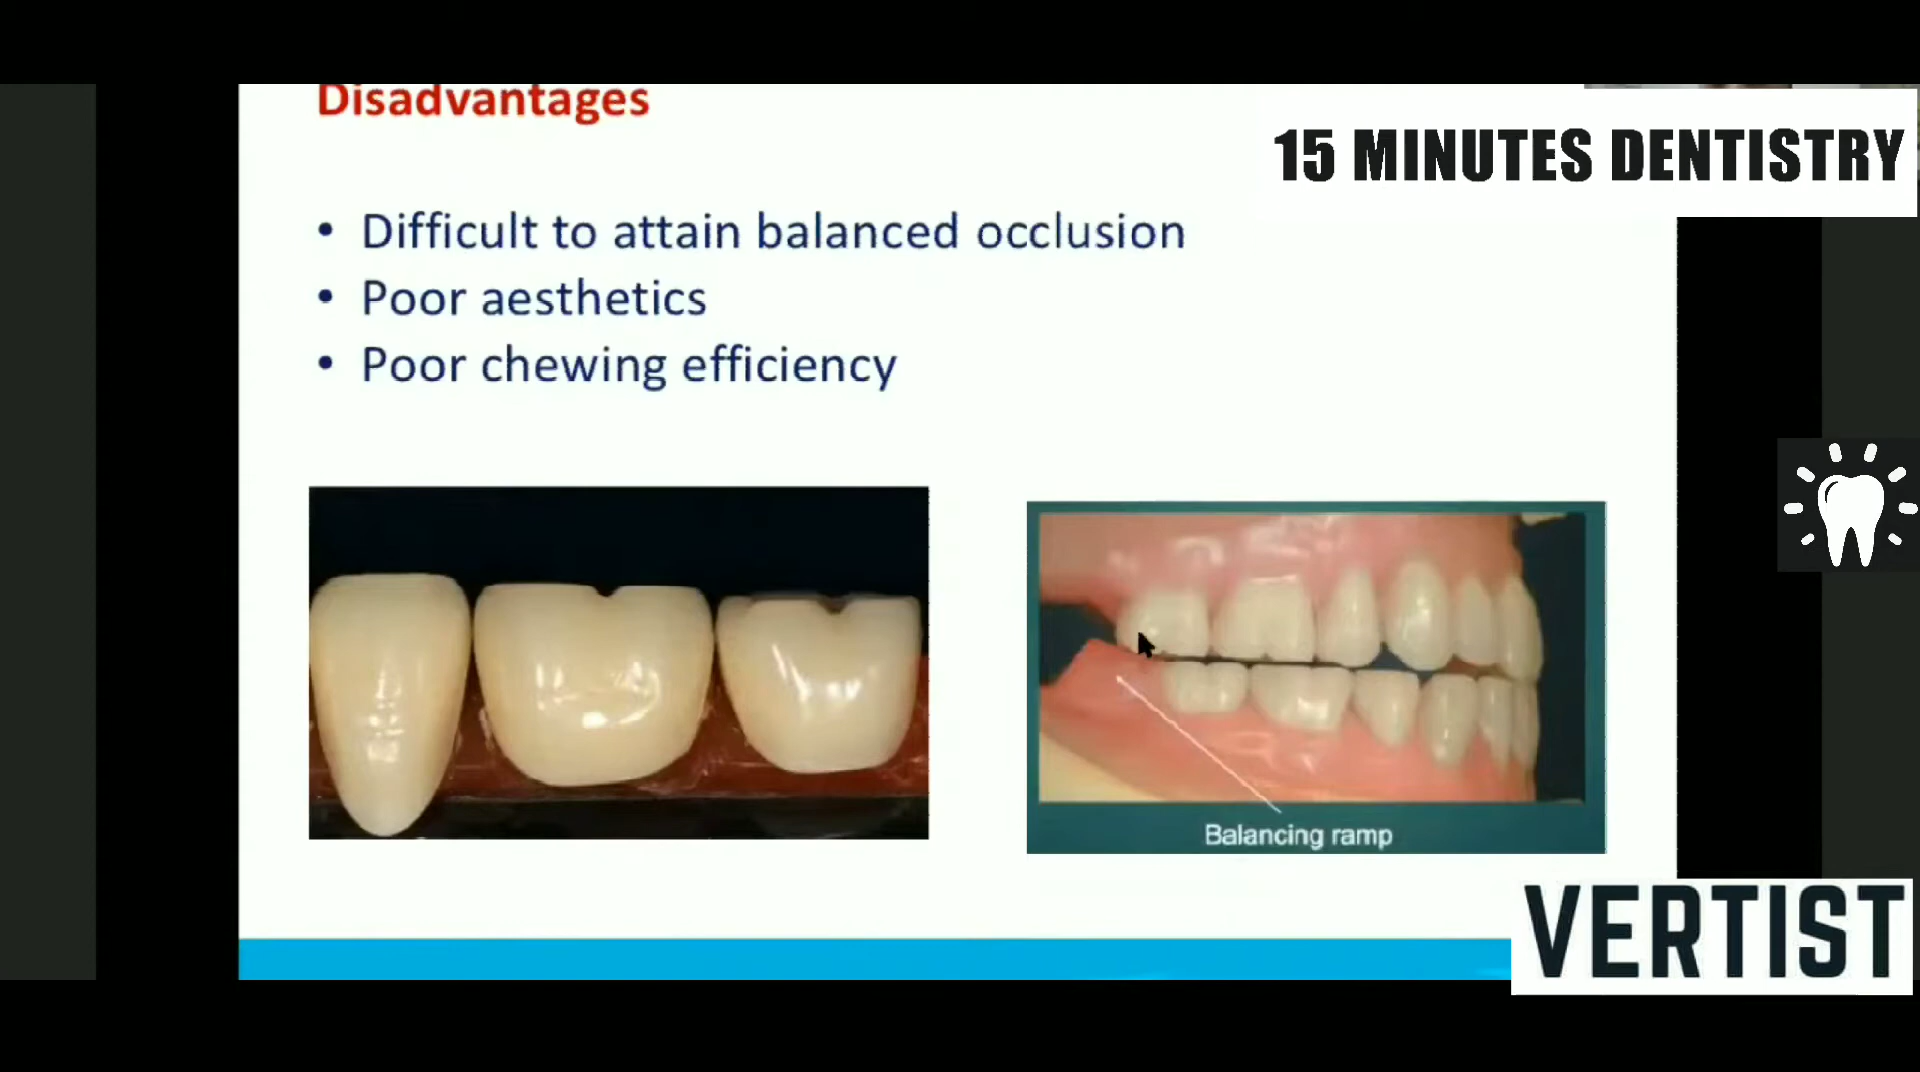 Disadvantages
15 MINUTES DENTISTRY
• Difficult to attain balanced occlusion
• Poor aesthetics
• Poor chewing efficiency
Balancing ramp
VERTIST